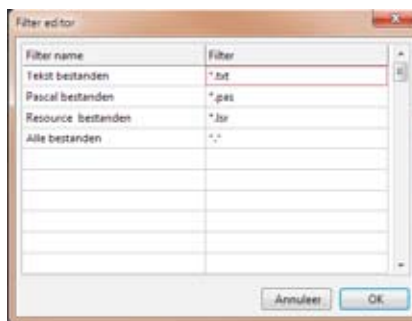 Filter editor
Filter name Filter
Tekst bestanden *.txt
Pascal bestanden *.pas
Resource bestanden *.lsr
Alle bestanden *.*
Annuleer OK